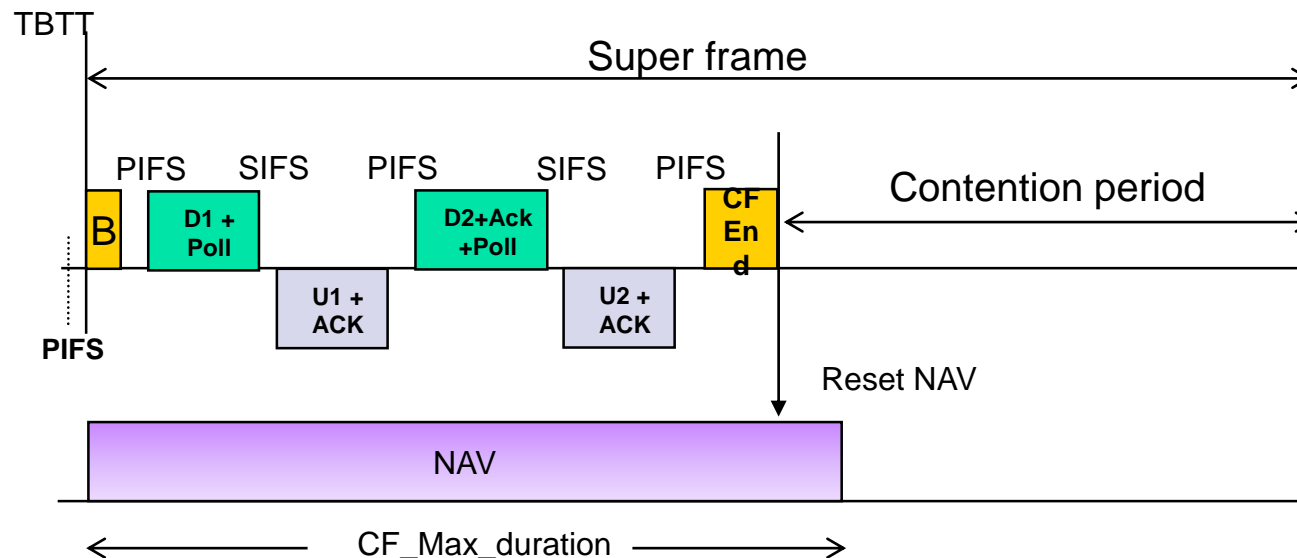 TBTT
Super frame
PIFS SIFS PIFS SIFS PIFS
Contention period
B
D1 +
Poll
D2+Ack
+Poll
CF
En
d
U1 +
ACK
U2 +
ACK
PIFS
Reset NAV
NAV
CF_Max_duration